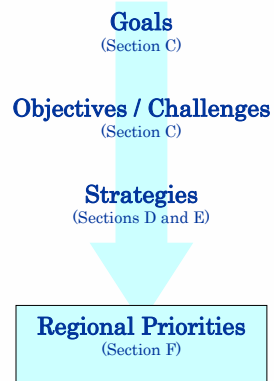 Goals
(Section C)
Objectives / Challenges
(Section C)
Strategies
(Sections D and E)
Regional Priorities
(Section F)